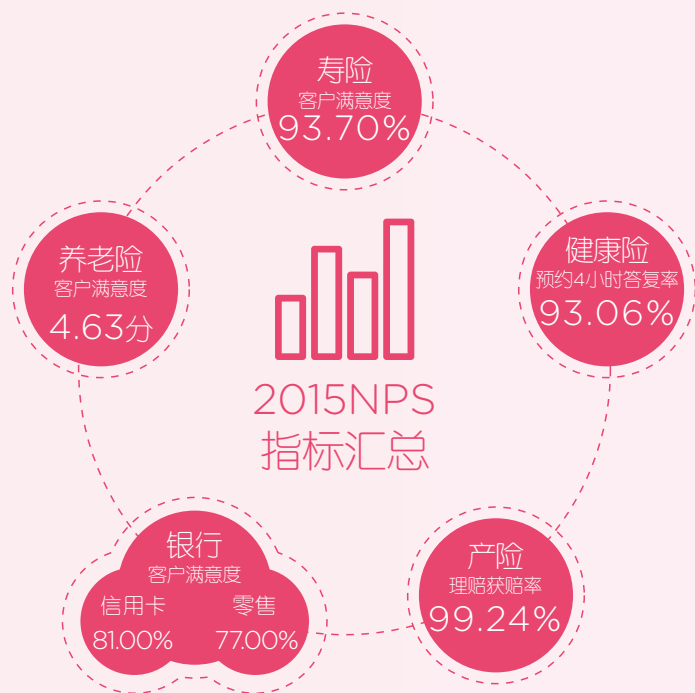 寿险
客户满意度
93.70%
健康险
预约4小时答复率
93.06%
养老险
客户满意度
4.63分
2015NPS
指标汇总
银行
客户满意度
信用卡
81.00%
零售
77.00%
产险
理赔获赔率
99.24%